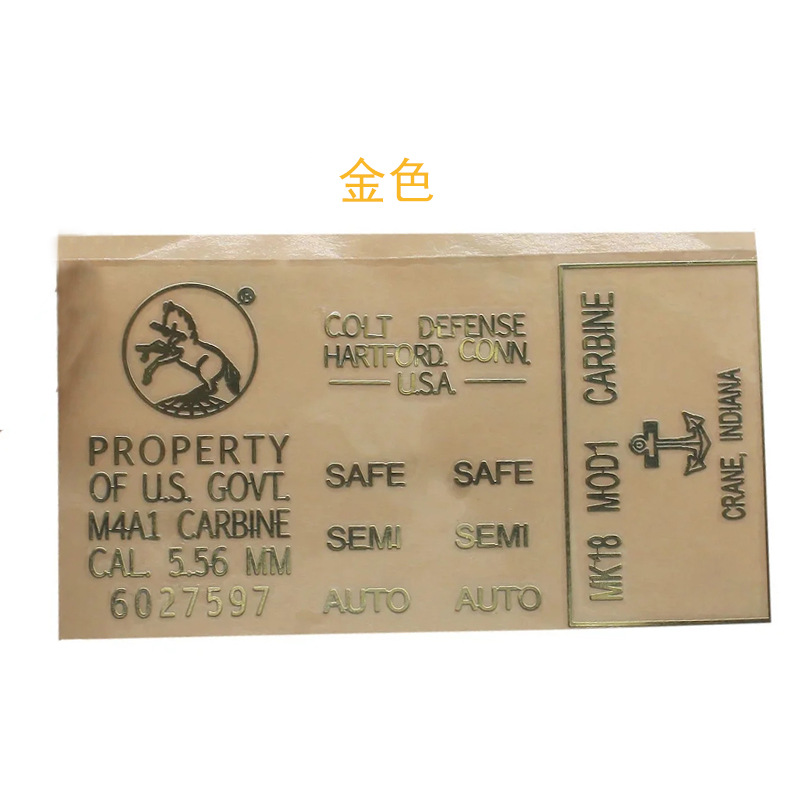 金色
®
COLT DEFENSE
HARTFORD. CONN.
U.S.A.
PROPERTY
OF U.S. GOVT.
M4A1 CARBINE
CAL. 5.56 MM
6027597
SAFE SAFE
SEMI SEMI
AUTO AUTO
MK18 MOD1 CARBINE
CRANE, INDIANA